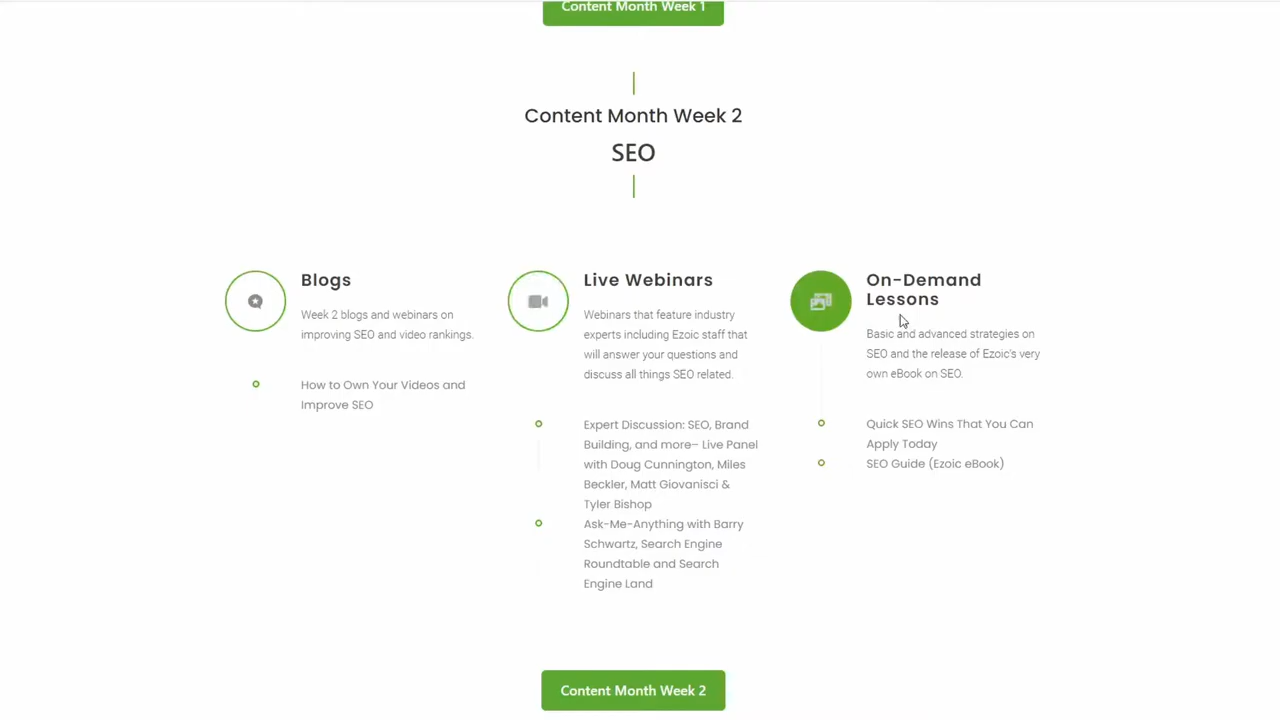 Content Month Week 1
Content Month Week 2
SEO
Blogs
Week 2 blogs and webinars on
improving SEO and video rankings.
How to Own Your Videos and
Improve SEO
Live Webinars
Webinars that feature industry
experts including Ezoic staff that
will answer your questions and
discuss all things SEO related.
Expert Discussion: SEO, Brand
Building, and more– Live Panel
with Doug Cunnington, Miles
Beckler, Matt Giovanisci &
Tyler Bishop
Ask-Me-Anything with Barry
Schwartz, Search Engine
Roundtable and Search
Engine Land
On-Demand
Lessons
Basic and advanced strategies on
SEO and the release of Ezoic's very
own eBook on SEO.
Quick SEO Wins That You Can
Apply Today
SEO Guide (Ezoic eBook)
Content Month Week 2